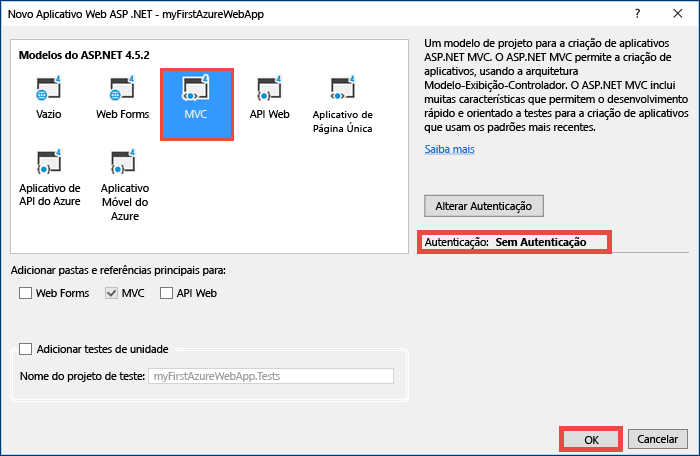 Novo Aplicativo Web ASP .NET - myFirstAzureWebApp
? X
Modelos do ASP.NET 4.5.2
Vazio
Web Forms
MVC
API Web
Aplicativo de
Página Única
Aplicativo de
API do Azure
Aplicativo
Móvel do
Azure
Um modelo de projeto para a criação de aplicativos
ASP.NET MVC. O ASP.NET MVC permite a criação de
aplicativos, usando a arquitetura
Modelo-Exibição-Controlador. O ASP.NET MVC inclui
muitas características que permitem o desenvolvimento
rápido e orientado a testes para a criação de aplicativos
que usam os padrões mais recentes.
Saiba mais
Alterar Autenticação
Autenticação: Sem Autenticação
Adicionar pastas e referências principais para:
Web Forms MVC API Web
Adicionar testes de unidade
Nome do projeto de teste: myFirstAzureWebApp.Tests
OK Cancelar